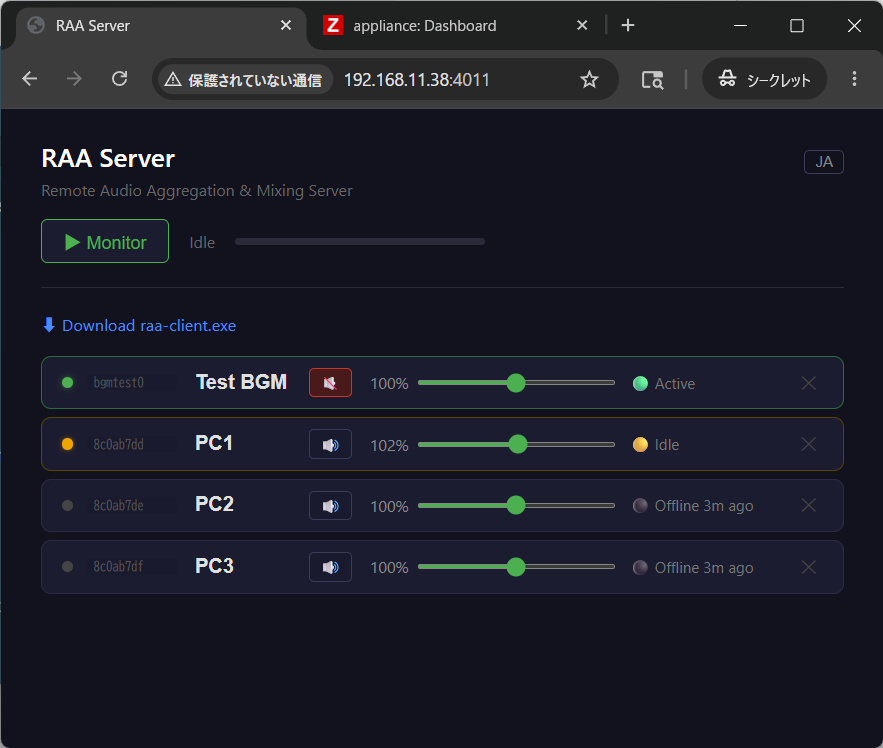 RAA Server
Z appliance: Dashboard
保護されていない通信 192.168.11.38:4011 シークレット
RAA Server
JA
Remote Audio Aggregation & Mixing Server
Monitor Idle
Download raa-client.exe
bgmtest0 Test BGM 100% Active
8c0ab7dd PC1 102% Idle
8c0ab7de PC2 100% Offline 3m ago
8c0ab7df PC3 100% Offline 3m ago